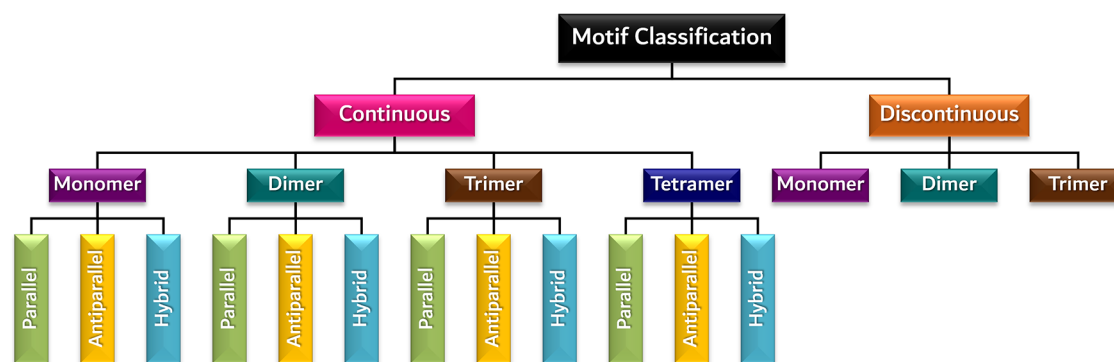 Motif Classification
Continuous
Discontinuous
Monomer
Dimer
Trimer
Tetramer
Monomer
Dimer
Trimer
Parallel
Antiparallel
Hybrid
Parallel
Antiparallel
Hybrid
Parallel
Antiparallel
Hybrid
Parallel
Antiparallel
Hybrid